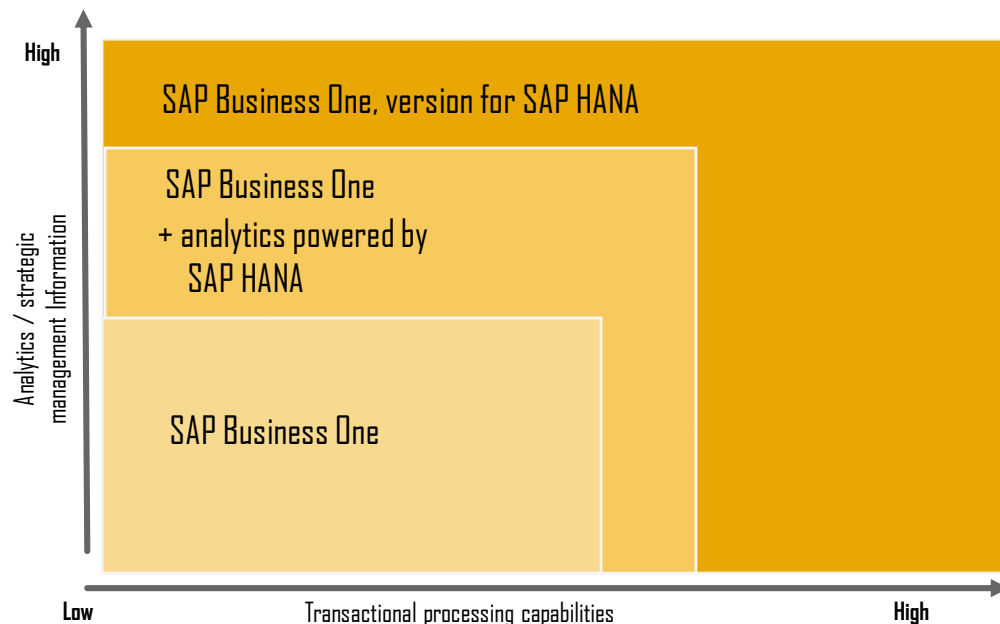 High
SAP Business One, version for SAP HANA
SAP Business One
+ analytics powered by
SAP HANA
SAP Business One
Analytics / strategic
management Information
Low
Transactional processing capabilities
High